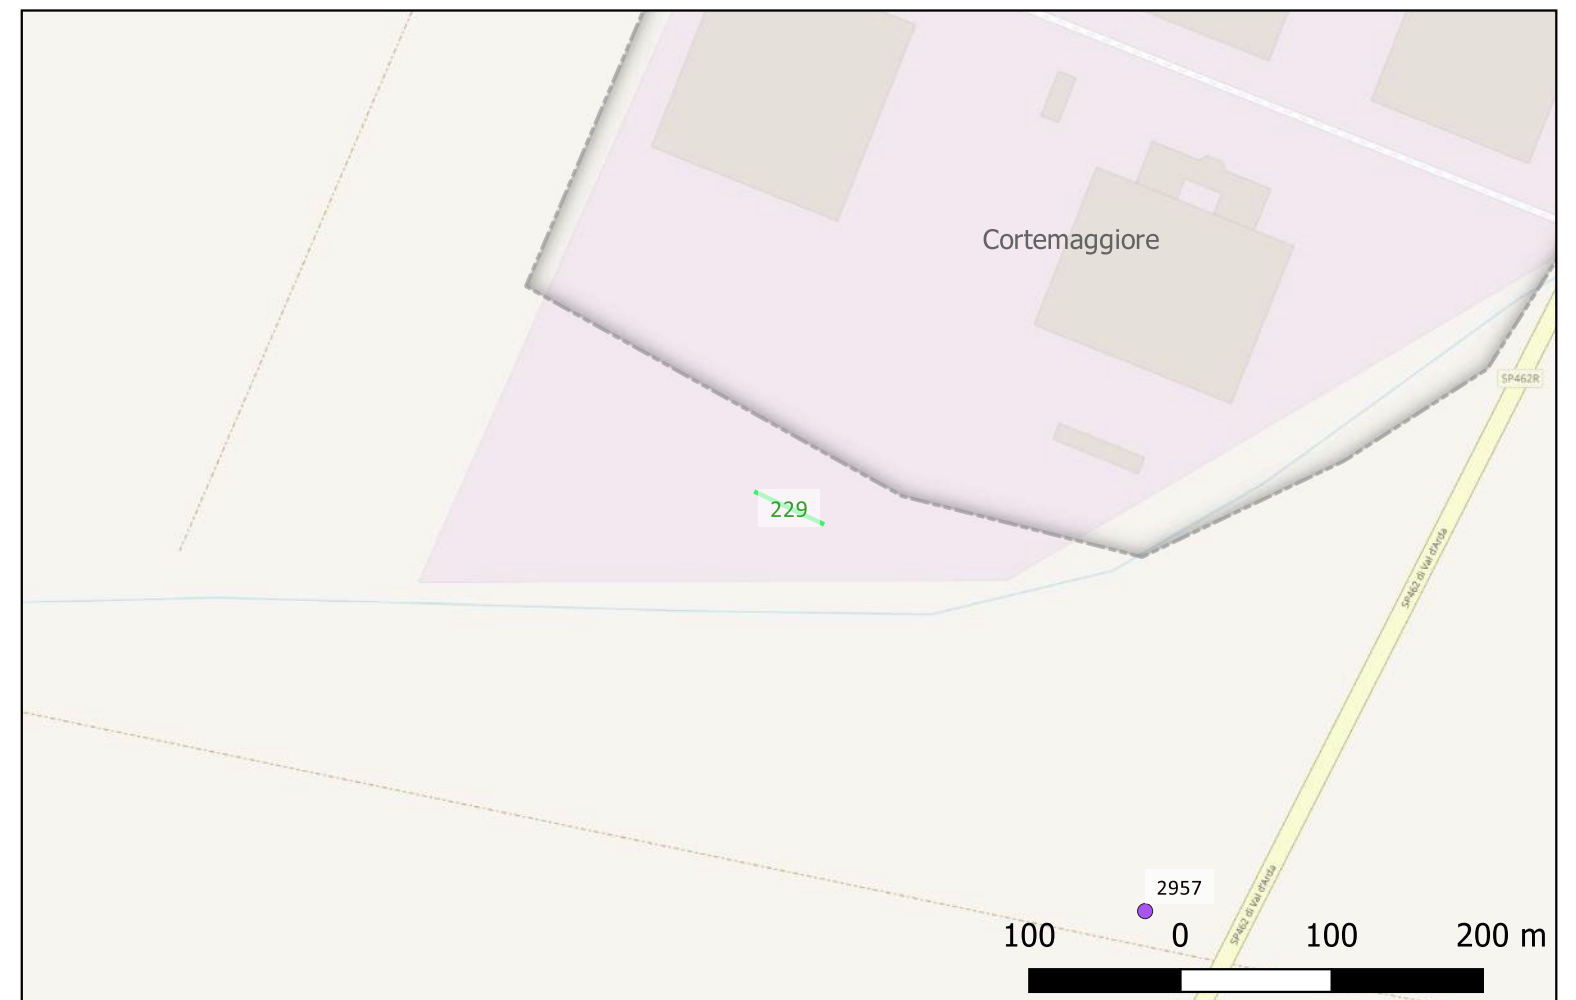 Cortemaggiore
SP462R
229
SP462 di Val d'Arda
2957
SP462 di Val d'Arda
100 0 100 200 m